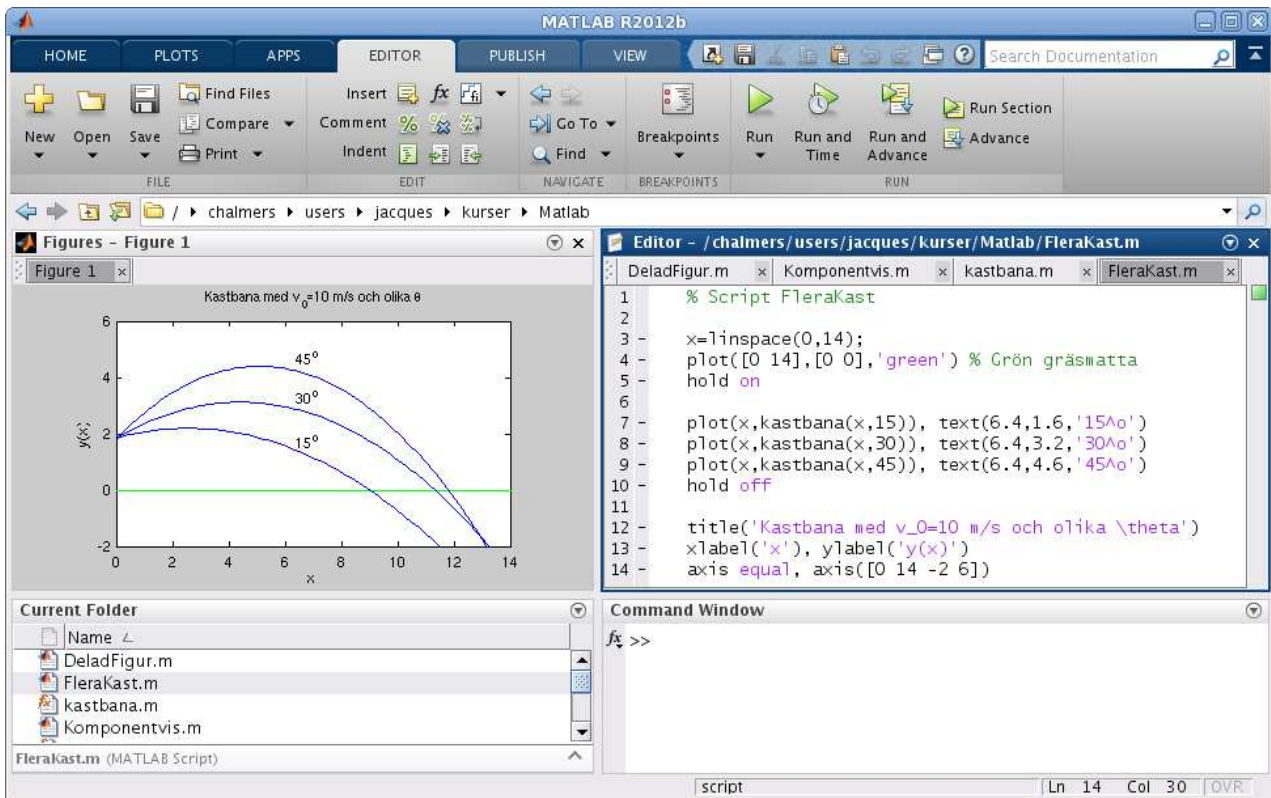 MATLAB R2012b
HOME PLOTS APPS EDITOR PUBLISH VIEW Search Documentation
New Open Save
Find Files
Compare
Print
FILE
Insert fx
Comment
Indent
EDIT
Go To
Find
NAVIGATE
Breakpoints
BREAKPOINTS
Run
Run and Time
Run and Advance
Run Section
Advance
RUN
/ chalmers users jacques kurser Matlab
Figures - Figure 1
Figure 1
Kastbana med v_0=10 m/s och olika θ
6
4
2
0
-2
y(x)
45°
30°
15°
0 2 4 6 8 10 12 14
x
Editor - /chalmers/users/jacques/kurser/Matlab/FleraKast.m
DeladFigur.m Komponentvis.m kastbana.m FleraKast.m
1 % Script FleraKast
2
3 - x=linspace(0,14);
4 - plot([0 14],[0 0],'green') % Grön gräsmatta
5 - hold on
6
7 - plot(x,kastbana(x,15)), text(6.4,1.6,'15^o')
8 - plot(x,kastbana(x,30)), text(6.4,3.2,'30^o')
9 - plot(x,kastbana(x,45)), text(6.4,4.6,'45^o')
10 - hold off
11
12 - title('Kastbana med v_0=10 m/s och olika \theta')
13 - xlabel('x'), ylabel('y(x)')
14 - axis equal, axis([0 14 -2 6])
Current Folder
Name
DeladFigur.m
FleraKast.m
kastbana.m
Komponentvis.m
FleraKast.m (MATLAB Script)
Command Window
fx >>
script Ln 14 Col 30 OVR